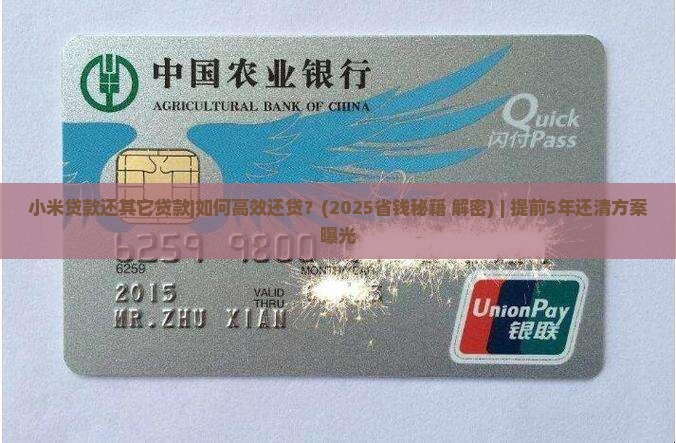 中国农业银行
AGRICULTURAL BANK OF CHINA
Quick
闪付Pass
小米贷款还其它贷款|如何高效还贷？(2025省钱秘籍 解密) | 提前5年还清方案
曝光
6259 9800
6259
MONTH
2015
VALID
THRU
MR.ZHU XIAN
UnionPay
银联